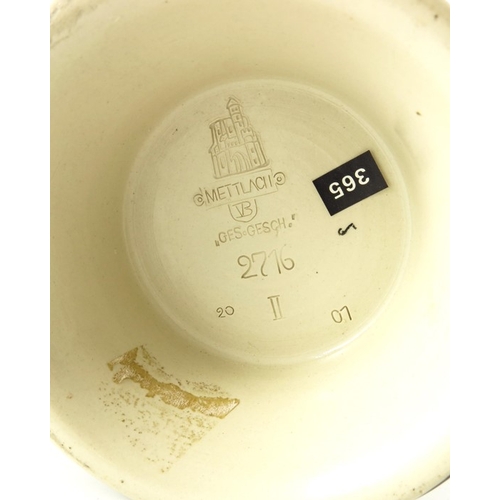 METTLACH
VB
„GES-GESCH."
2716
20 II 07
365